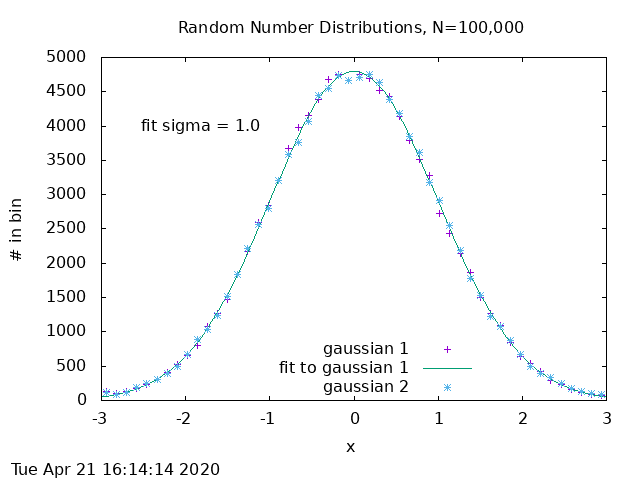 Random Number Distributions, N=100,000
5000
4500
4000
3500
3000
2500
2000
1500
1000
500
0
# in bin
fit sigma = 1.0
gaussian 1
fit to gaussian 1
gaussian 2
-3 -2 -1 0 1 2 3
x
Tue Apr 21 16:14:14 2020